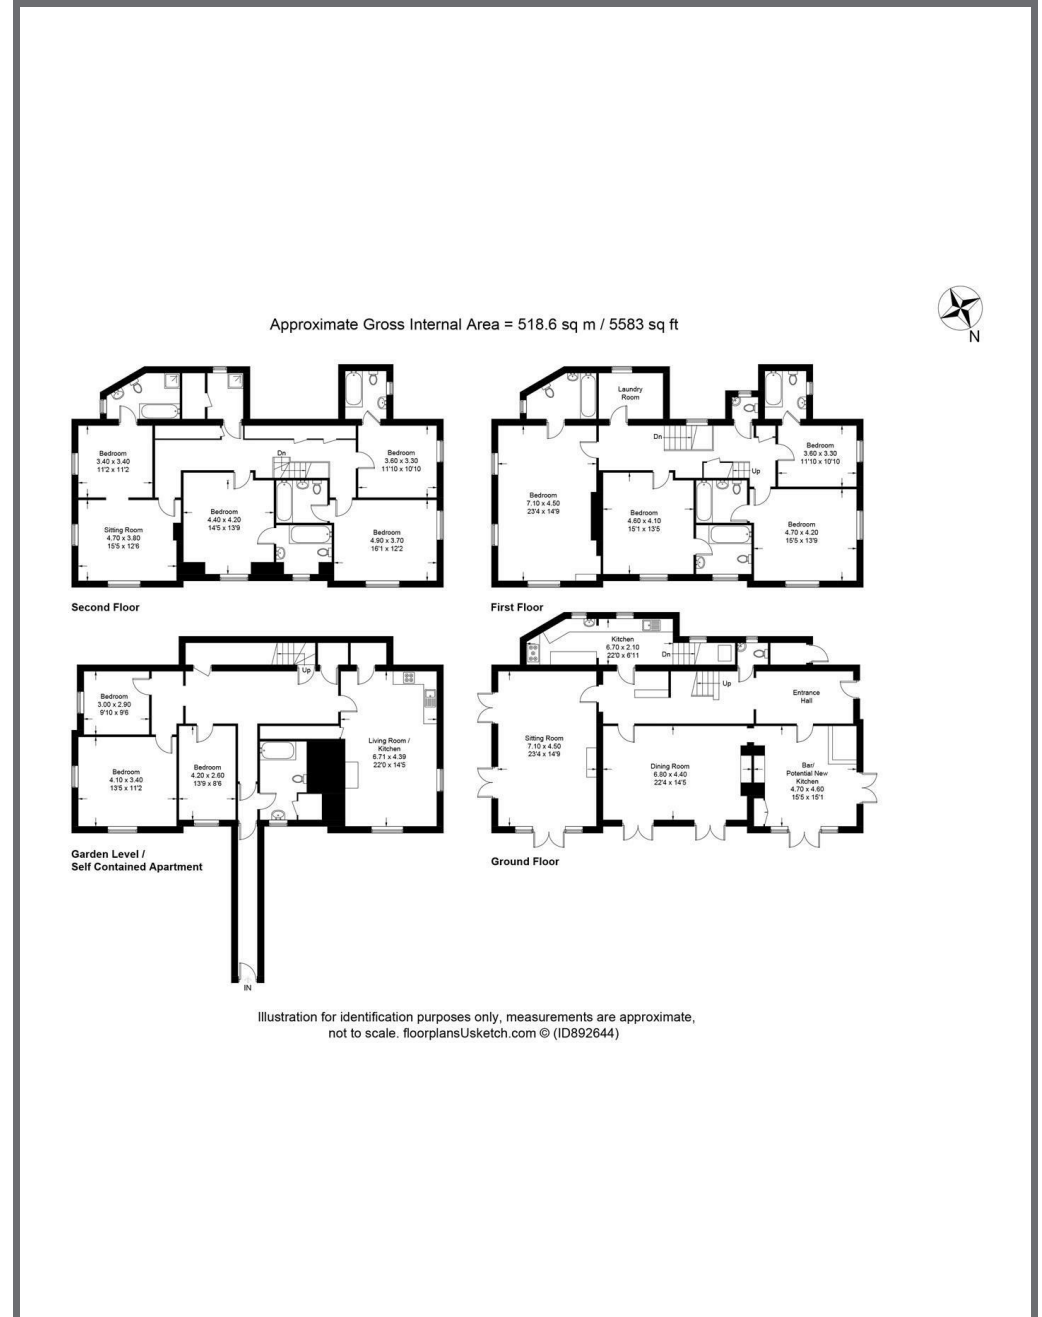 Approximate Gross Internal Area = 518.6 sq m / 5583 sq ft
N
Bedroom
3.40 x 3.40
11'2 x 11'2
Dn
Bedroom
3.60 x 3.30
11'10 x 10'10
Sitting Room
4.70 x 3.80
15'5 x 12'6
Bedroom
4.40 x 4.20
14'5 x 13'9
Bedroom
4.90 x 3.70
16'1 x 12'2
Second Floor
Laundry
Room
Dn
Up
Bedroom
3.60 x 3.30
11'10 x 10'10
Bedroom
7.10 x 4.50
23'4 x 14'9
Bedroom
4.60 x 4.10
15'1 x 13'5
Bedroom
4.70 x 4.20
15'5 x 13'9
First Floor
Up
Bedroom
3.00 x 2.90
9'10 x 9'6
Bedroom
4.10 x 3.40
13'5 x 11'2
Bedroom
4.20 x 2.60
13'9 x 8'6
Living Room /
Kitchen
6.71 x 4.39
22'0 x 14'5
Garden Level /
Self Contained Apartment
IN
Kitchen
6.70 x 2.10
22'0 x 6'11
Dn
Up
Entrance
Hall
Sitting Room
7.10 x 4.50
23'4 x 14'9
Dining Room
6.80 x 4.40
22'4 x 14'5
Bar/
Potential New
Kitchen
4.70 x 4.60
15'5 x 15'1
Ground Floor
Illustration for identification purposes only, measurements are approximate,
not to scale. floorplansUsketch.com © (ID892644)